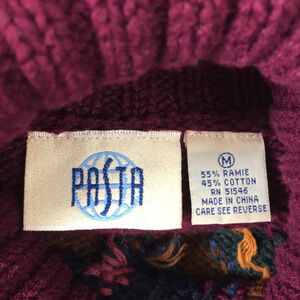 PASTA
M
55% RAMIE
45% COTTON
RN 51546
MADE IN CHINA
CARE SEE REVERSE